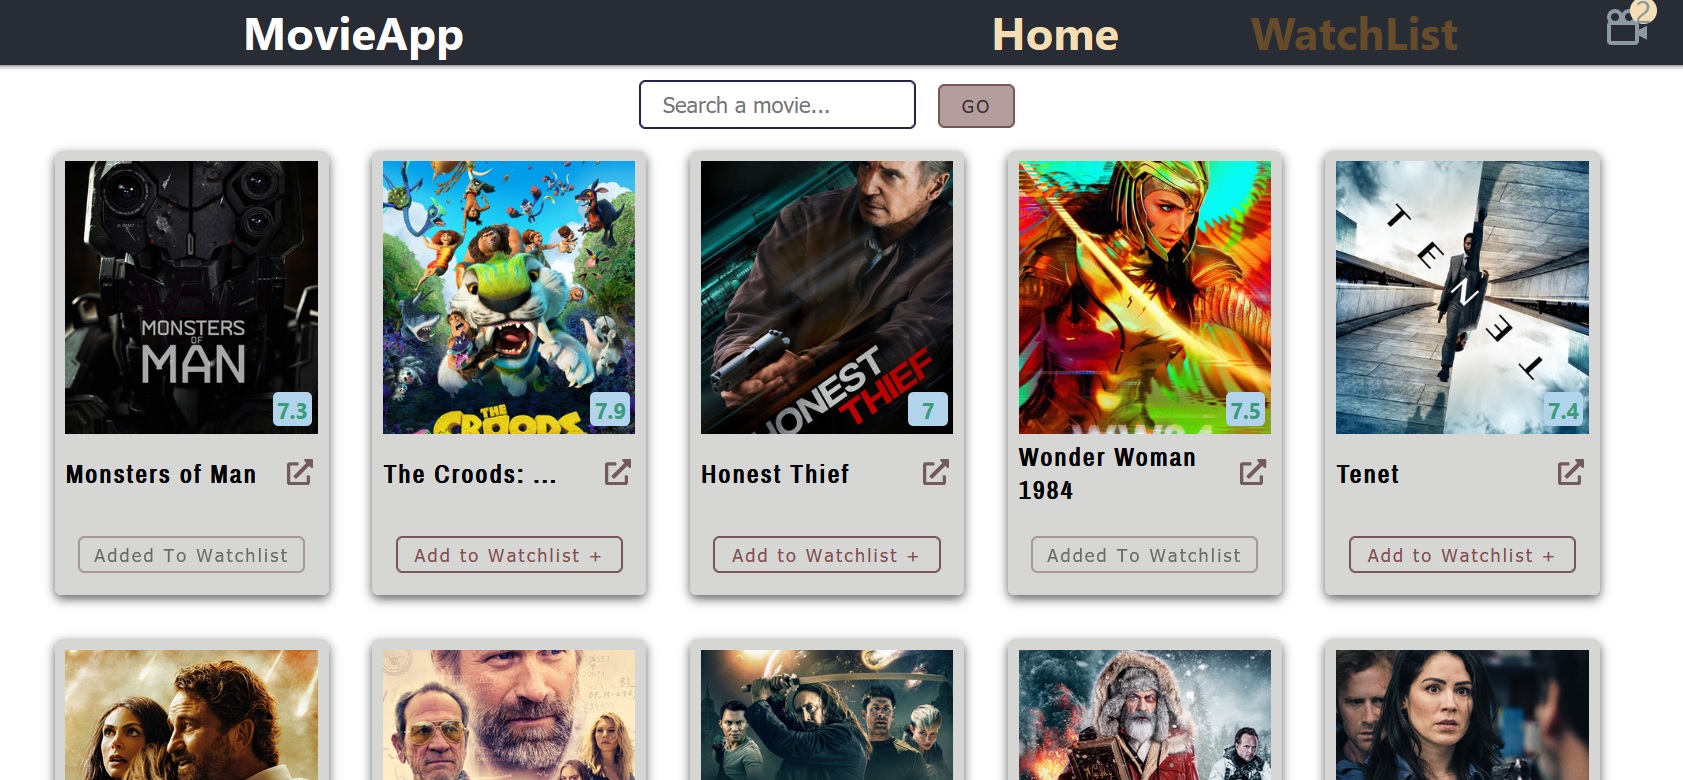 MovieApp
Home
WatchList
2
Search a movie...
GO
MONSTERS
OF
MAN
7.3
THE
CROODS
7.9
HONEST
THIEF
7
WW84
7.5
TENET
7.4
Monsters of Man
The Croods: ...
Honest Thief
Wonder Woman
1984
Tenet
Added To Watchlist
Add to Watchlist +
Add to Watchlist +
Added To Watchlist
Add to Watchlist +